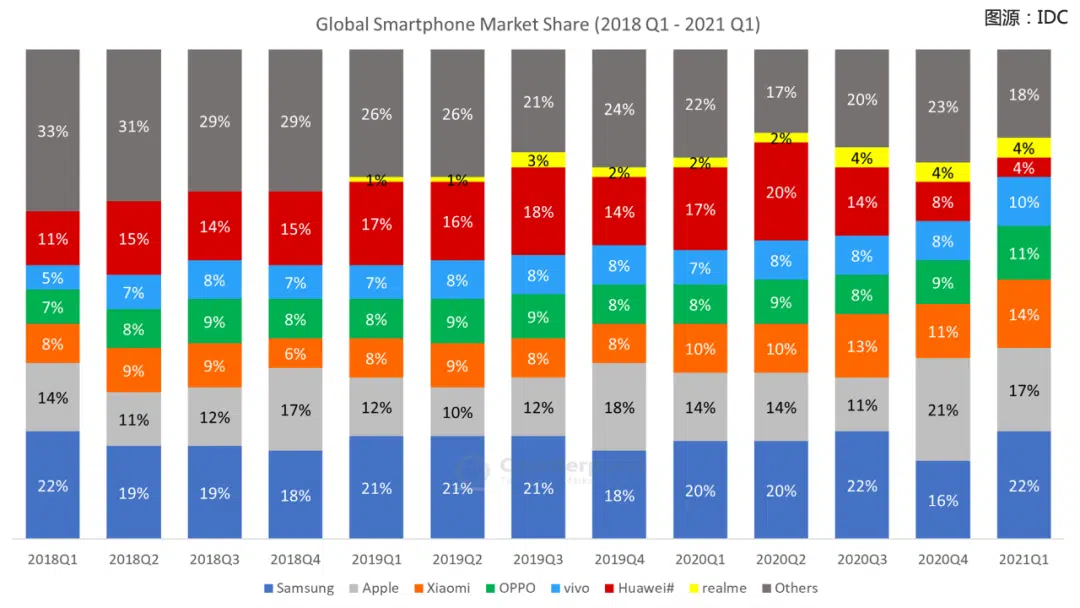 Global Smartphone Market Share (2018 Q1 - 2021 Q1)
图源：IDC
33% 31% 29% 29% 26% 26% 21% 24% 22% 17% 20% 23% 18%
1% 1% 3% 2% 2% 2% 4% 4% 4%
11% 15% 14% 15% 17% 16% 18% 14% 17% 20% 14% 8% 4%
5% 7% 8% 7% 7% 8% 8% 8% 7% 8% 8% 8% 10%
7% 8% 9% 8% 8% 9% 9% 8% 8% 9% 8% 9% 11%
8% 9% 9% 6% 8% 9% 8% 8% 10% 10% 13% 11% 14%
14% 11% 12% 17% 12% 10% 12% 18% 14% 14% 11% 21% 17%
22% 19% 19% 18% 21% 21% 21% 18% 20% 20% 22% 16% 22%
2018Q1 2018Q2 2018Q3 2018Q4 2019Q1 2019Q2 2019Q3 2019Q4 2020Q1 2020Q2 2020Q3 2020Q4 2021Q1
Samsung Apple Xiaomi OPPO vivo Huawei# realme Others